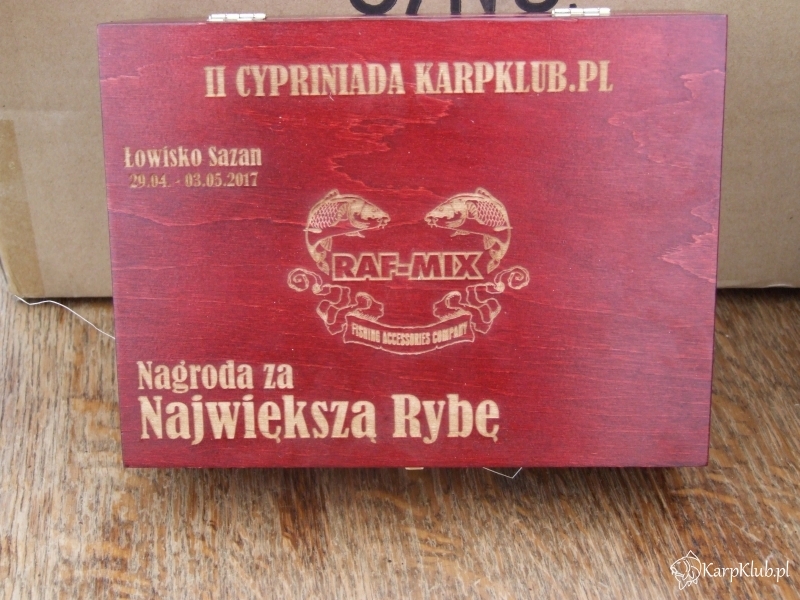 II CYPRINIADA KARPKLUB.PL
Łowisko Sazan
29.04. - 03.05.2017
RAF-MIX
FISHING ACCESSORIES COMPANY
Nagroda za
Największą Rybę
KarpKlub.pl